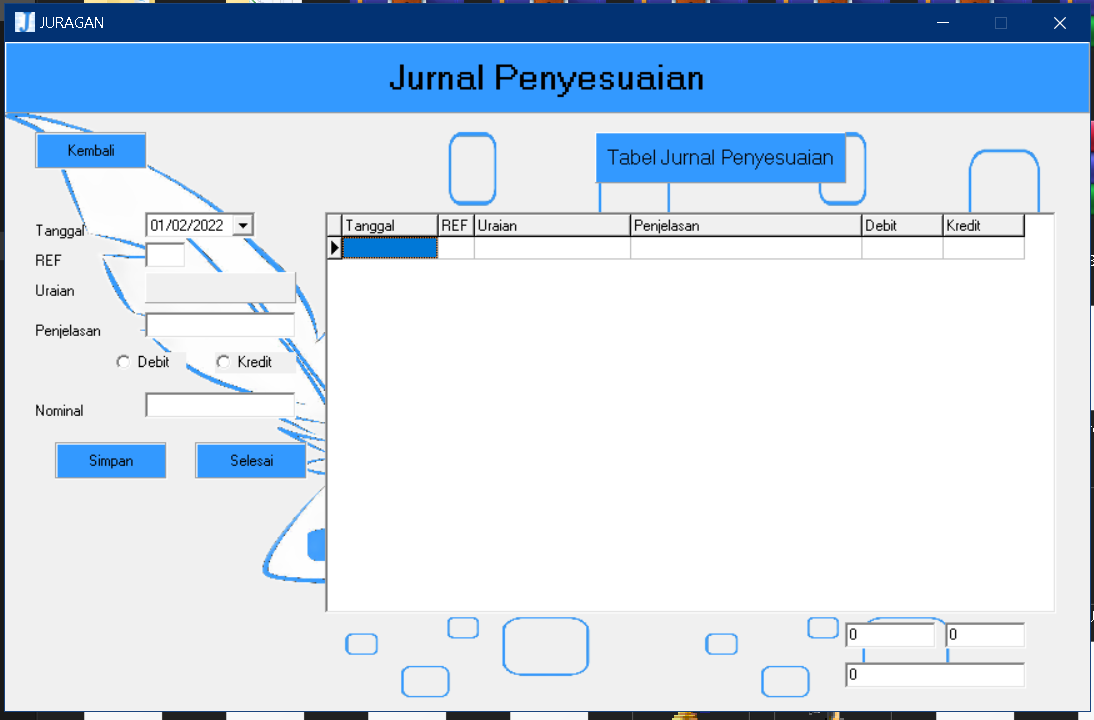 JURAGAN
Jurnal Penyesuaian
Kembali
Tabel Jurnal Penyesuaian
Tanggal 01/02/2022
REF
Uraian
Penjelasan
Debit Kredit
Nominal
Simpan Selesai
Tanggal REF Uraian Penjelasan Debit Kredit
0 0
0